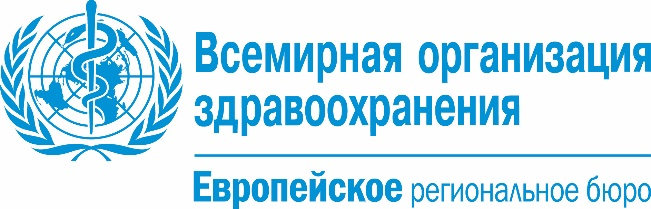 Всемирная организация
здравоохранения
Европейское региональное бюро